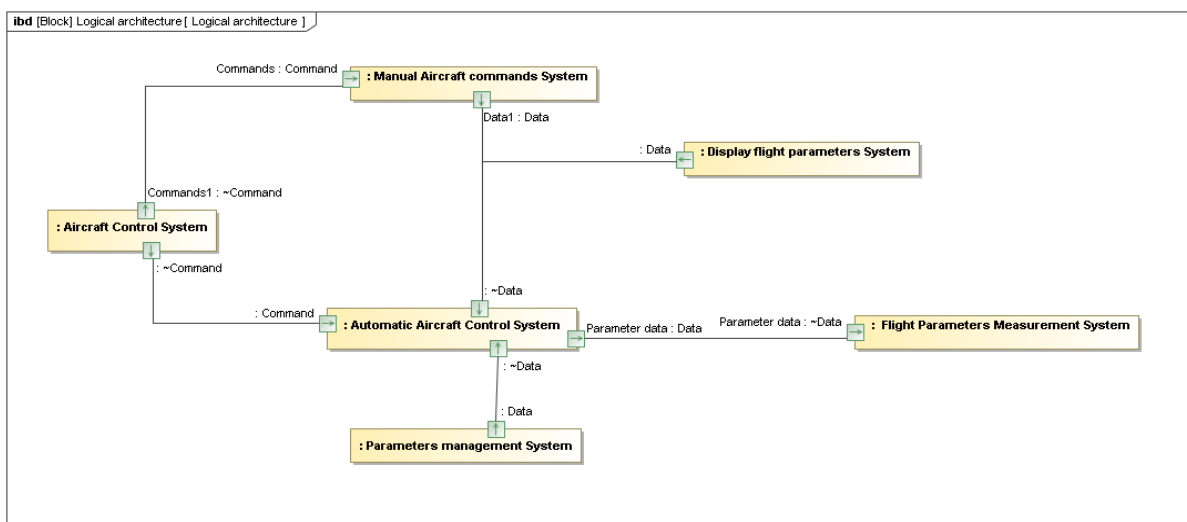 ibd [Block] Logical architecture [ Logical architecture ]
Commands : Command
: Manual Aircraft commands System
Data1 : Data
: Data
: Display flight parameters System
Commands1 : ~Command
: Aircraft Control System
: ~Command
: ~Data
: Command
: Automatic Aircraft Control System
Parameter data : Data
Parameter data : ~Data
: Flight Parameters Measurement System
: ~Data
: Data
: Parameters management System